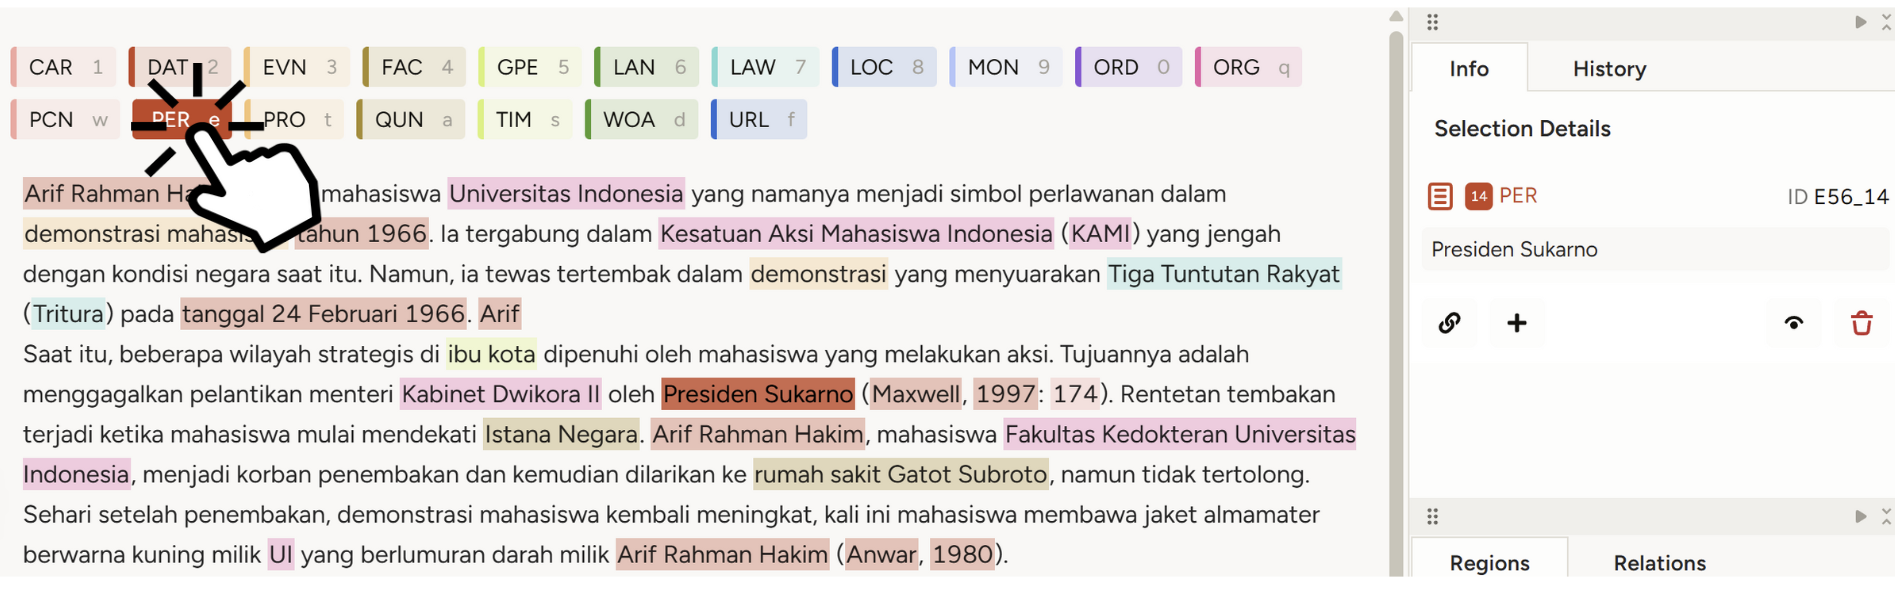 CAR 1 DAT 2 EVN 3 FAC 4 GPE 5 LAN 6 LAW 7 LOC 8 MON 9 ORD 0 ORG q
PCN w PER e PRO t QUN a TIM s WOA d URL f
Arif Rahman mahasiswa Universitas Indonesia yang namanya menjadi simbol perlawanan dalam
demonstrasi tahun 1966. Ia tergabung dalam Kesatuan Aksi Mahasiswa Indonesia (KAMI) yang jengah
dengan kondisi negara saat itu. Namun, ia tewas tertembak dalam demonstrasi yang menyuarakan Tiga Tuntutan Rakyat
(Tritura) pada tanggal 24 Februari 1966. Arif
Saat itu, beberapa wilayah strategis di ibu kota dipenuhi oleh mahasiswa yang melakukan aksi. Tujuannya adalah
menggagalkan pelantikan menteri Kabinet Dwikora II oleh Presiden Sukarno (Maxwell, 1997: 174). Rentetan tembakan
terjadi ketika mahasiswa mulai mendekati Istana Negara. Arif Rahman Hakim, mahasiswa Fakultas Kedokteran Universitas
Indonesia, menjadi korban penembakan dan kemudian dilarikan ke rumah sakit Gatot Subroto, namun tidak tertolong.
Sehari setelah penembakan, demonstrasi mahasiswa kembali meningkat, kali ini mahasiswa membawa jaket almamater
berwarna kuning milik UI yang berlumuran darah milik Arif Rahman Hakim (Anwar, 1980).
Info History
Selection Details
14 PER ID E56_14
Presiden Sukarno
Regions Relations